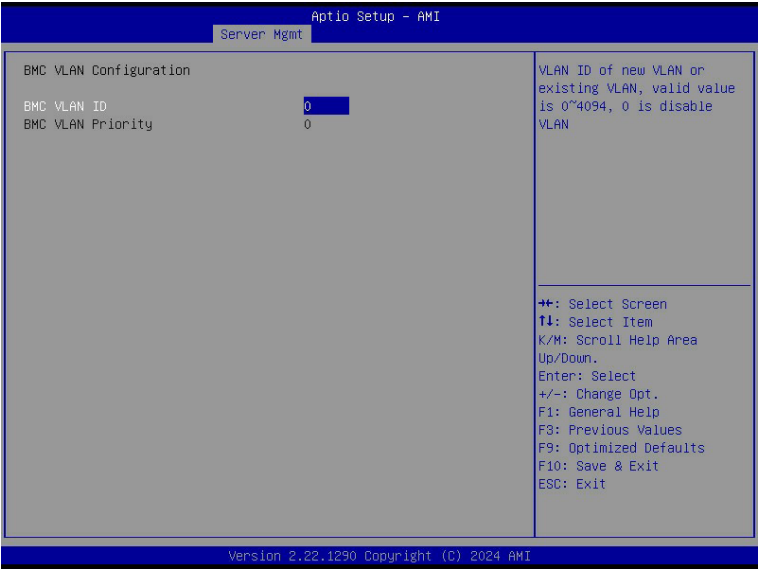 Aptio Setup – AMI
Server Mgmt
BMC VLAN Configuration
BMC VLAN ID 0
BMC VLAN Priority 0
VLAN ID of new VLAN or
existing VLAN, valid value
is 0~4094, 0 is disable
VLAN
→←: Select Screen
↑↓: Select Item
K/M: Scroll Help Area
Up/Down.
Enter: Select
+/-: Change Opt.
F1: General Help
F3: Previous Values
F9: Optimized Defaults
F10: Save & Exit
ESC: Exit
Version 2.22.1290 Copyright (C) 2024 AMI